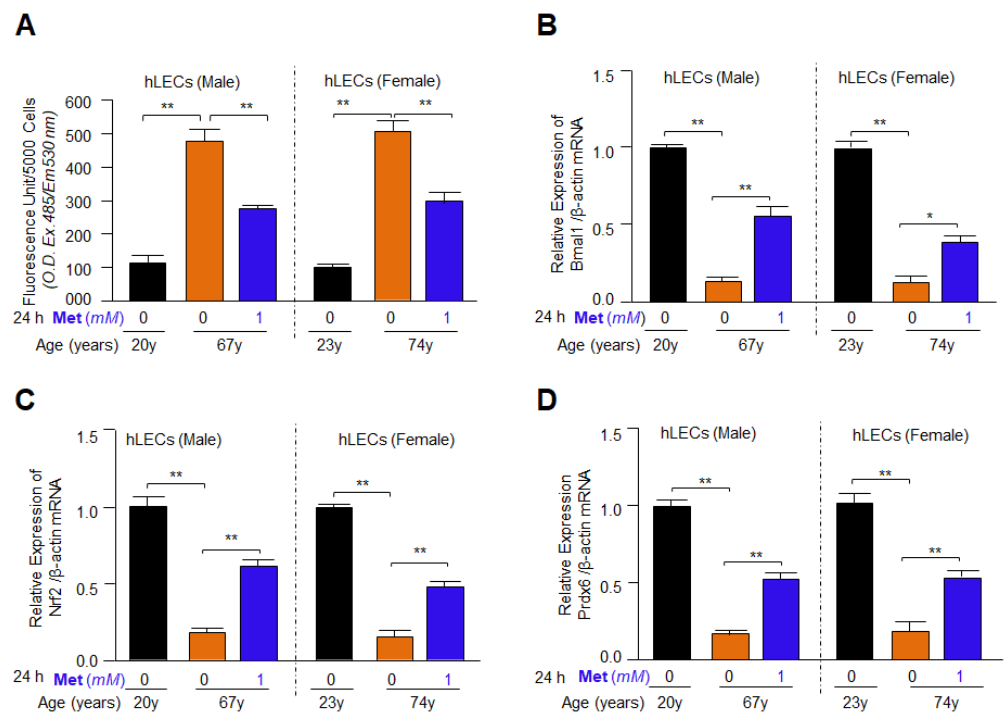 A
hLECs (Male) hLECs (Female)
** ** ** **
Fluorescence Unit/5000 Cells
(O.D. Ex.485/Em530 nm)
600
500
400
300
200
100
000
24 h Met (mM) 0 0 1 0 0 1
Age (years) 20y 67y 23y 74y
B
hLECs (Male) hLECs (Female)
** ** ** *
Relative Expression of
Bmal1 /β-actin mRNA
1.5
1.0
0.5
0.0
24 h Met (mM) 0 0 1 0 0 1
Age (years) 20y 67y 23y 74y
C
hLECs (Male) hLECs (Female)
** ** ** **
Relative Expression of
Nrf2 /β-actin mRNA
1.5
1.0
0.5
0.0
24 h Met (mM) 0 0 1 0 0 1
Age (years) 20y 67y 23y 74y
D
hLECs (Male) hLECs (Female)
** ** ** **
Relative Expression
Prdx6 /β-actin mRNA
1.5
1.0
0.5
0.0
24 h Met (mM) 0 0 1 0 0 1
Age (years) 20y 67y 23y 74y